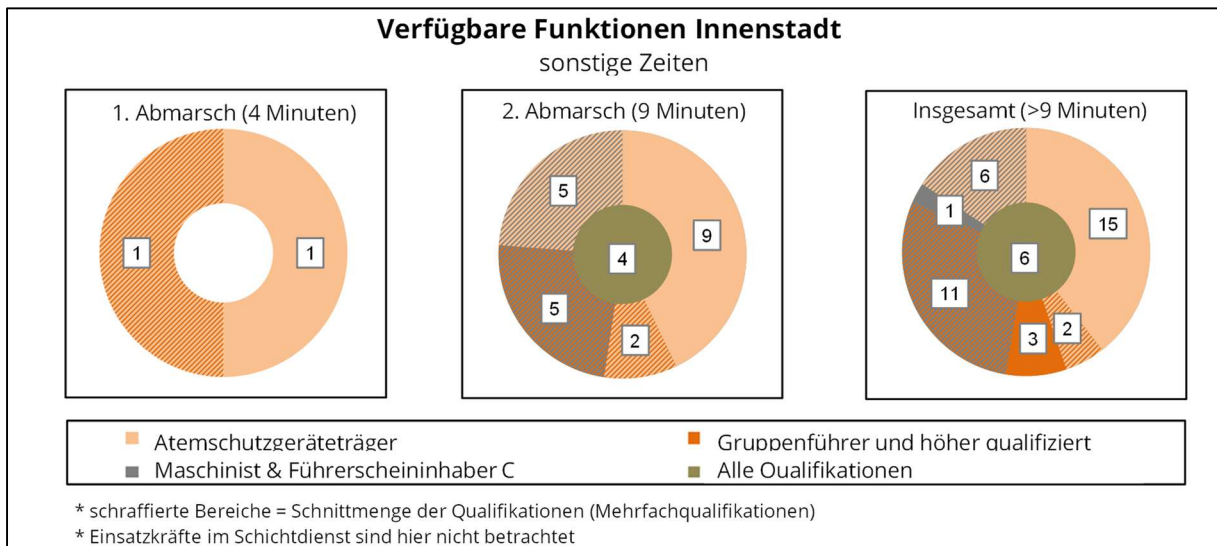 Verfügbare Funktionen Innenstadt
sonstige Zeiten
1. Abmarsch (4 Minuten)
1
1
2. Abmarsch (9 Minuten)
5
9
4
5
2
Insgesamt (>9 Minuten)
6
1
15
6
11
3
2
Atemschutzgeräteträger
Gruppenführer und höher qualifiziert
Maschinist & Führerscheininhaber C
Alle Qualifikationen
* schraffierte Bereiche = Schnittmenge der Qualifikationen (Mehrfachqualifikationen)
* Einsatzkräfte im Schichtdienst sind hier nicht betrachtet